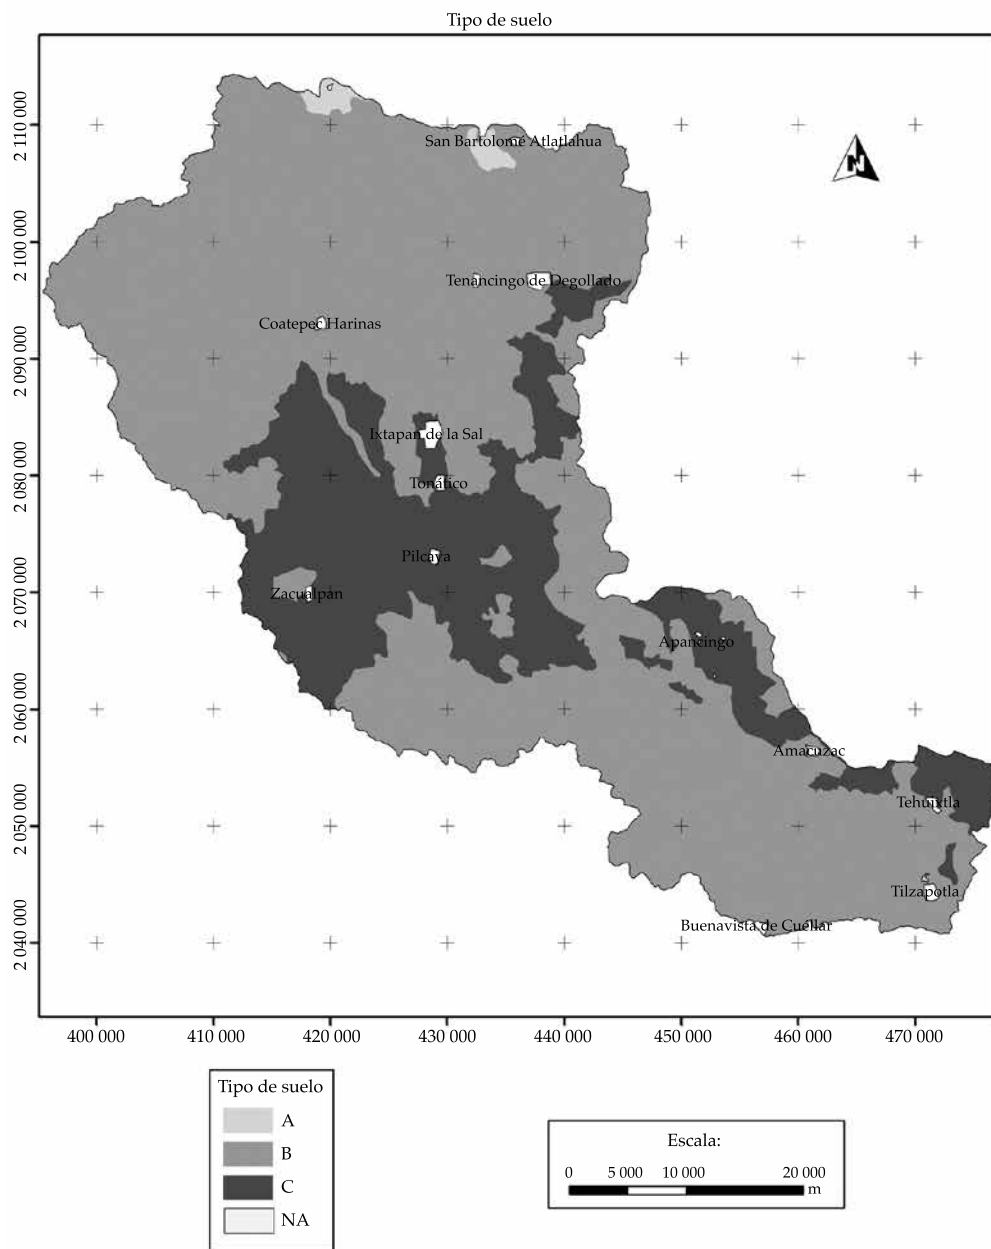 Tipo de suelo
2 110 000
2 100 000
2 090 000
2 080 000
2 070 000
2 060 000
2 050 000
2 040 000
San Bartolomé Atlatlahua
N
Tenancingo de Degollado
Coatepec Harinas
Ixtapan de la Sal
Tonático
Pilcaya
Zacualpan
Apancingo
Amacuzac
Tehuixtla
Tilzapotla
Buenavista de Cuéllar
400 000 410 000 420 000 430 000 440 000 450 000 460 000 470 000
Tipo de suelo
A
B
C
NA
Escala:
0 5 000 10 000 20 000
m